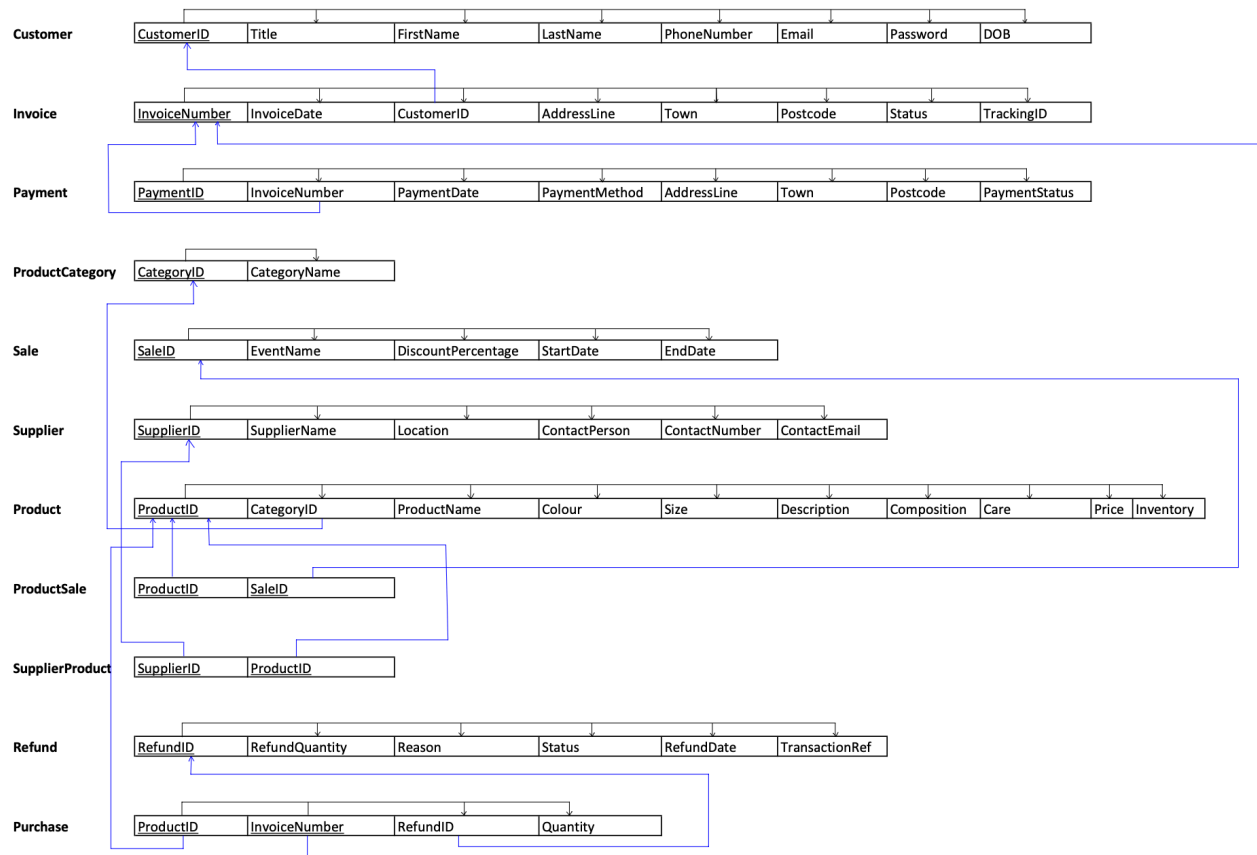 Customer CustomerID Title FirstName LastName PhoneNumber Email Password DOB
Invoice InvoiceNumber InvoiceDate CustomerID AddressLine Town Postcode Status TrackingID
Payment PaymentID InvoiceNumber PaymentDate PaymentMethod AddressLine Town Postcode PaymentStatus
ProductCategory CategoryID CategoryName
Sale SaleID EventName DiscountPercentage StartDate EndDate
Supplier SupplierID SupplierName Location ContactPerson ContactNumber ContactEmail
Product ProductID CategoryID ProductName Colour Size Description Composition Care Price Inventory
ProductSale ProductID SaleID
SupplierProduct SupplierID ProductID
Refund RefundID RefundQuantity Reason Status RefundDate TransactionRef
Purchase ProductID InvoiceNumber RefundID Quantity